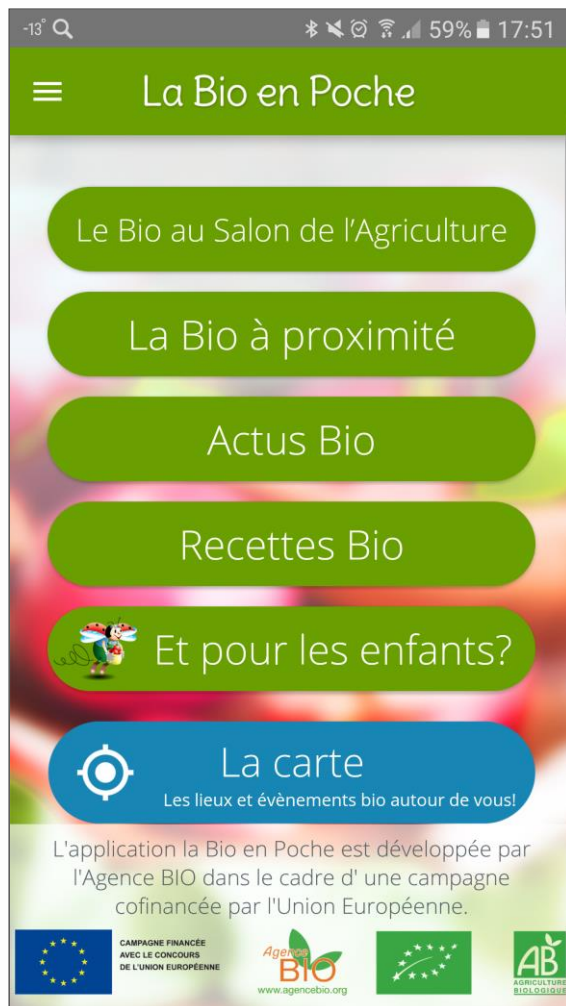 -13° 59% 17:51
La Bio en Poche
Le Bio au Salon de l'Agriculture
La Bio à proximité
Actus Bio
Recettes Bio
Et pour les enfants?
La carte
Les lieux et évènements bio autour de vous!
L'application la Bio en Poche est développée par
l'Agence BIO dans le cadre d' une campagne
cofinancée par l'Union Européenne.
CAMPAGNE FINANCÉE
AVEC LE CONCOURS
DE L'UNION EUROPÉENNE
Agence
BIO
www.agencebio.org
AB
AGRICULTURE
BIOLOGIQUE